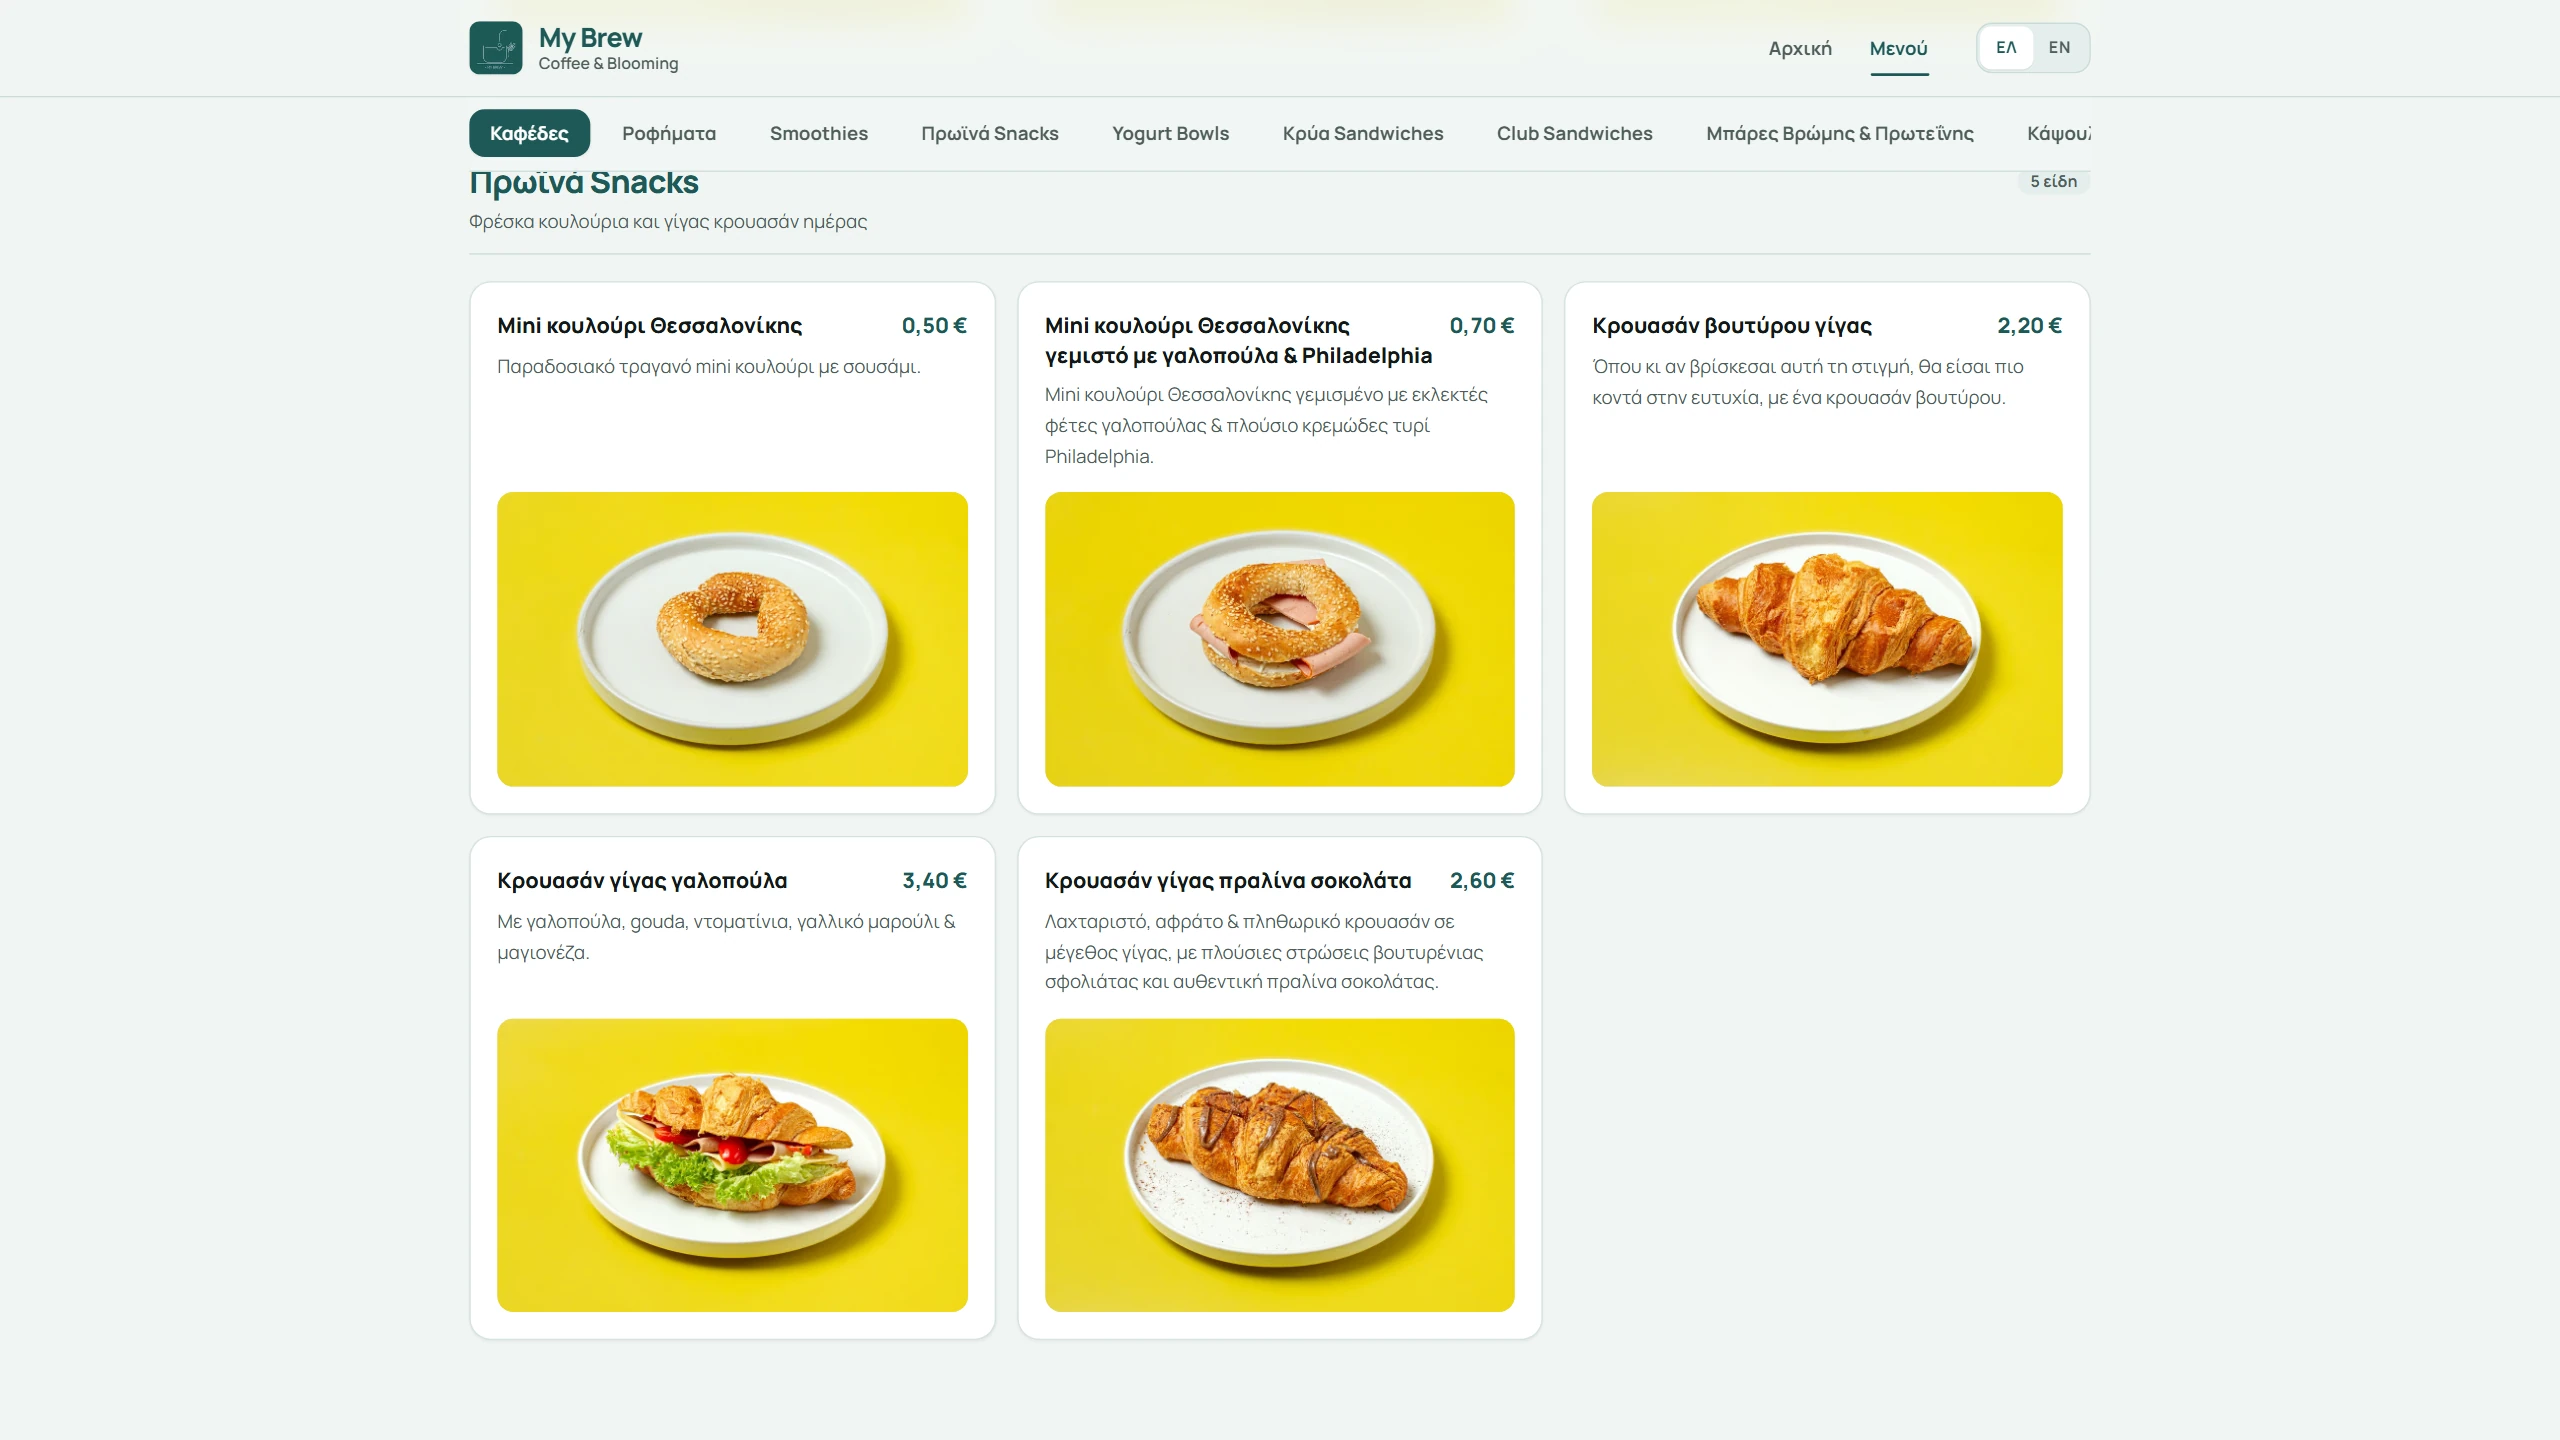 My Brew
Coffee & Blooming
Αρχική
Μενού
ΕΛ
EN
Καφέδες
Ροφήματα
Smoothies
Πρωϊνά Snacks
Yogurt Bowls
Κρύα Sandwiches
Club Sandwiches
Μπάρες Βρώμης & Πρωτεΐνης
Κάψου
Πρωϊνά Snacks
5 είδη
Φρέσκα κουλούρια και γίγας κρουασάν ημέρας
Mini κουλούρι Θεσσαλονίκης
0,50 €
Παραδοσιακό τραγανό mini κουλούρι με σουσάμι.
Mini κουλούρι Θεσσαλονίκης
γεμιστό με γαλοπούλα & Philadelphia
0,70 €
Mini κουλούρι Θεσσαλονίκης γεμισμένο με εκλεκτές
φέτες γαλοπούλας & πλούσιο κρεμώδες τυρί
Philadelphia.
Κρουασάν βουτύρου γίγας
2,20 €
Όπου κι αν βρίσκεσαι αυτή τη στιγμή, θα είσαι πιο
κοντά στην ευτυχία, με ένα κρουασάν βουτύρου.
Κρουασάν γίγας γαλοπούλα
3,40 €
Με γαλοπούλα, gouda, ντοματίνια, γαλλικό μαρούλι &
μαγιονέζα.
Κρουασάν γίγας πραλίνα σοκολάτα
2,60 €
Λαχταριστό, αφράτο & πληθωρικό κρουασάν σε
μέγεθος γίγας, με πλούσιες στρώσεις βουτυρένιας
σφολιάτας και αυθεντική πραλίνα σοκολάτας.